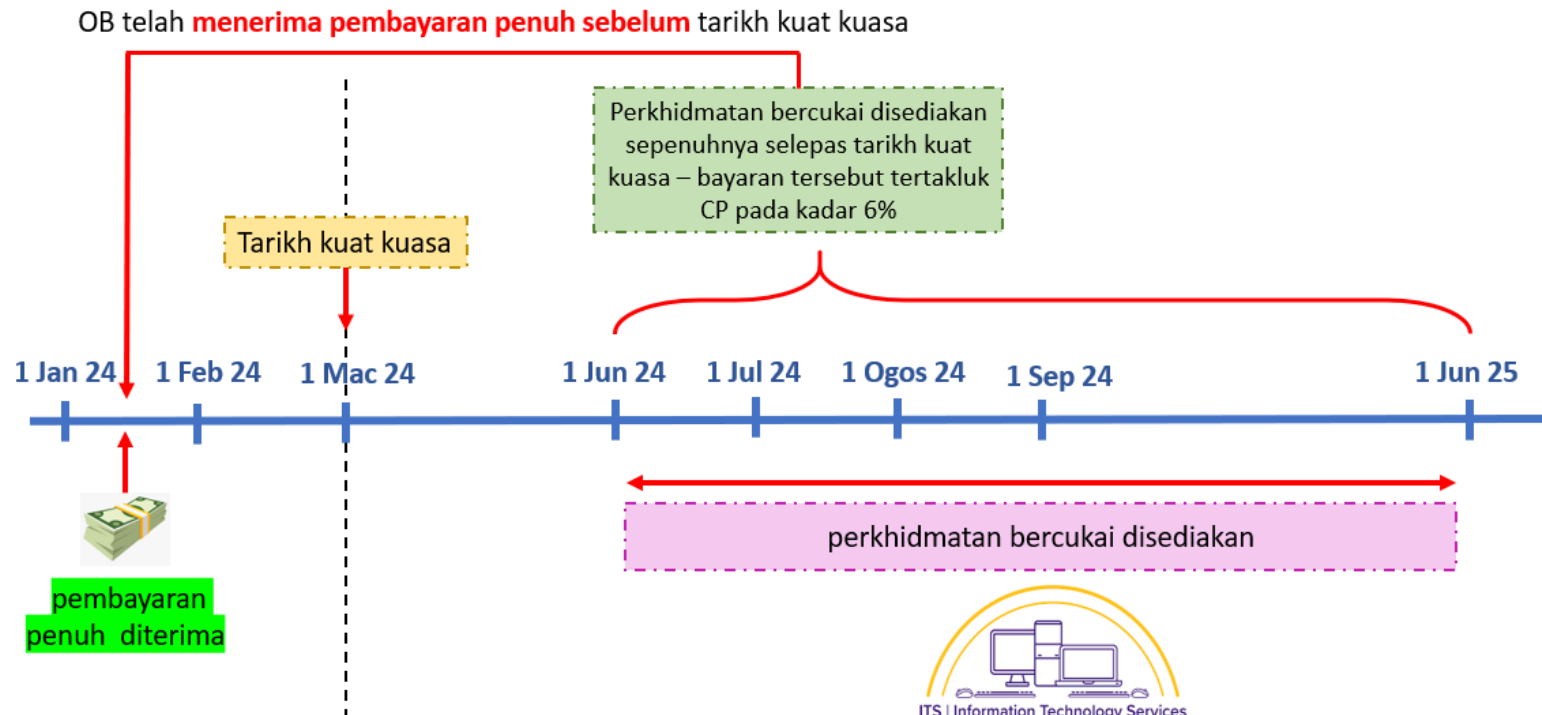 OB telah menerima pembayaran penuh sebelum tarikh kuat kuasa
Perkhidmatan bercukai disediakan
sepenuhnya selepas tarikh kuat
kuasa – bayaran tersebut tertakluk
CP pada kadar 6%
Tarikh kuat kuasa
1 Jan 24 1 Feb 24 1 Mac 24 1 Jun 24 1 Jul 24 1 Ogos 24 1 Sep 24 1 Jun 25
perkhidmatan bercukai disediakan
pembayaran
penuh diterima
ITS | Information Technology Services